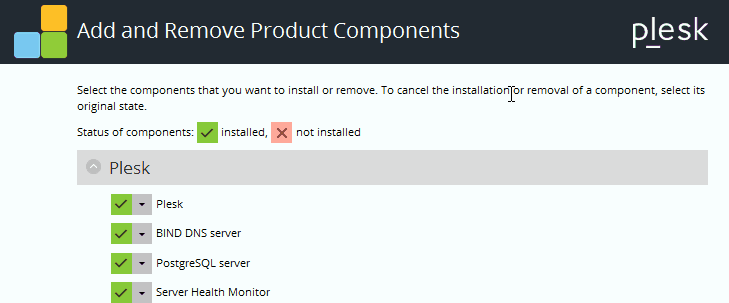 Add and Remove Product Components
plesk
Select the components that you want to install or remove. To cancel the installation or removal of a component, select its
original state.
Status of components: installed, not installed
Plesk
Plesk
BIND DNS server
PostgreSQL server
Server Health Monitor